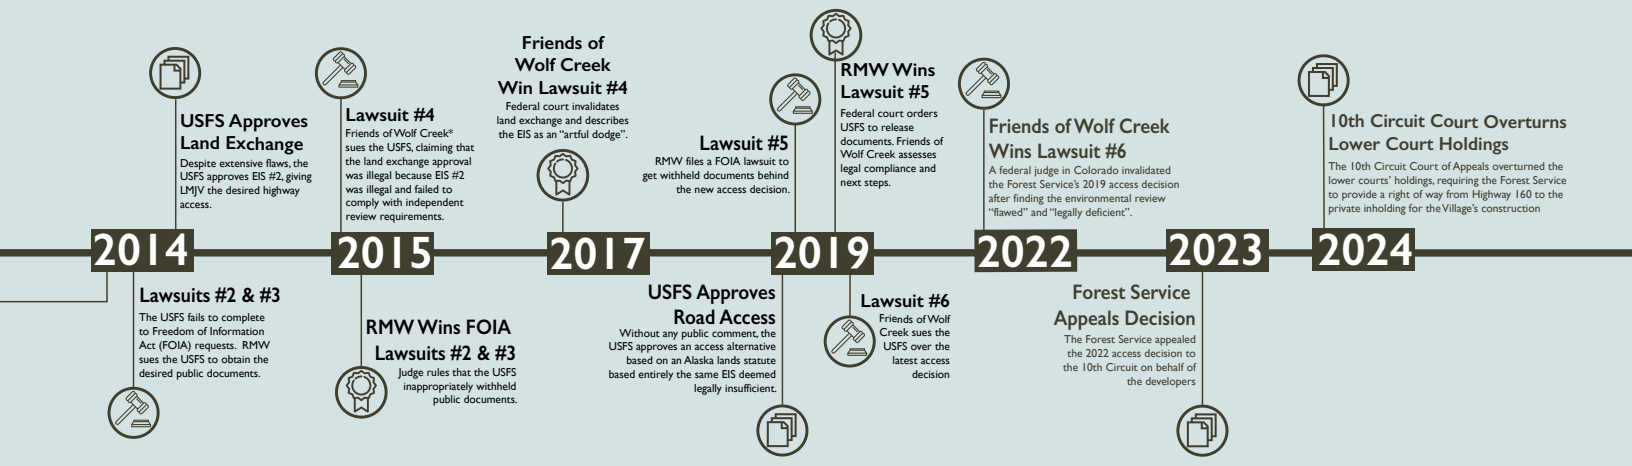 USFS Approves
Land Exchange
Despite extensive flaws, the
USFS approves EIS #2, giving
LMJV the desired highway
access.
2014
Lawsuits #2 & #3
The USFS fails to complete
to Freedom of Information
Act (FOIA) requests. RMW
sues the USFS to obtain the
desired public documents.
Lawsuit #4
Friends of Wolf Creek*
sues the USFS, claiming that
the land exchange approval
was illegal because EIS #2
was illegal and failed to
comply with independent
review requirements.
2015
RMW Wins FOIA
Lawsuits #2 & #3
Judge rules that the USFS
inappropriately withheld
public documents.
Friends of
Wolf Creek
Win Lawsuit #4
Federal court invalidates
land exchange and describes
the EIS as an “artful dodge”.
2017
Lawsuit #5
RMW files a FOIA lawsuit to
get withheld documents behind
the new access decision.
RMW Wins
Lawsuit #5
Federal court orders
USFS to release
documents. Friends of
Wolf Creek assesses
legal compliance and
next steps.
2019
USFS Approves
Road Access
Without any public comment, the
USFS approves an access alternative
based on an Alaska lands statute
based entirely the same EIS deemed
legally insufficient.
Lawsuit #6
Friends of Wolf
Creek sues the
USFS over the
latest access
decision
Friends of Wolf Creek
Wins Lawsuit #6
A federal judge in Colorado invalidated
the Forest Service’s 2019 access decision
after finding the environmental review
“flawed” and “legally deficient”.
2022
2023
Forest Service
Appeals Decision
The Forest Service appealed
the 2022 access decision to
the 10th Circuit on behalf of
the developers
10th Circuit Court Overturns
Lower Court Holdings
The 10th Circuit Court of Appeals overturned the
lower courts’ holdings, requiring the Forest Service
to provide a right of way from Highway 160 to the
private inholding for the Village’s construction
2024